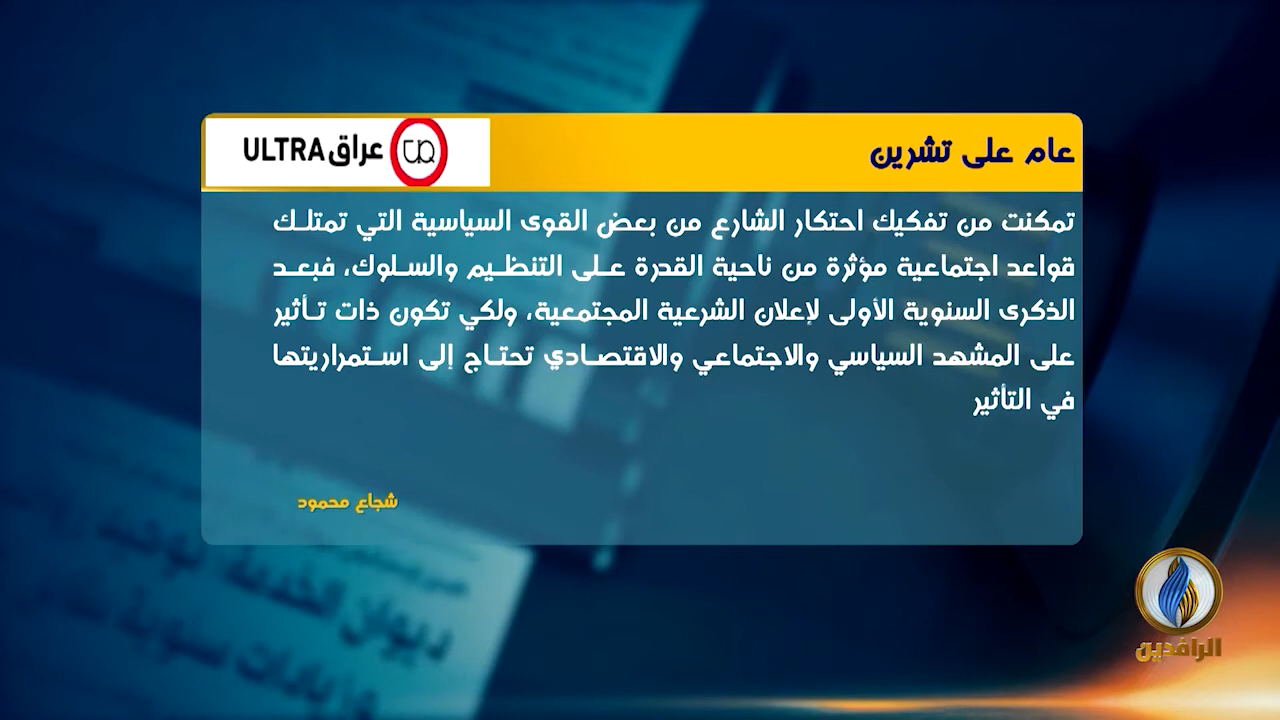 عام على تشرين
عراق ULTRA
تمكنت من تفكيك احتكار الشارع من بعض القوى السياسية التي تمتلك
قواعد اجتماعية مؤثرة من ناحية القدرة على التنظيم والسلوك، فبعد
الذكرى السنوية الأولى لإعلان الشرعية المجتمعية، ولكي تكون ذات تأثير
على المشهد السياسي والاجتماعي والاقتصادي تحتاج إلى استمراريتها
في التأثير
شجاع محمود
الرافدين
ديوان الخدمة